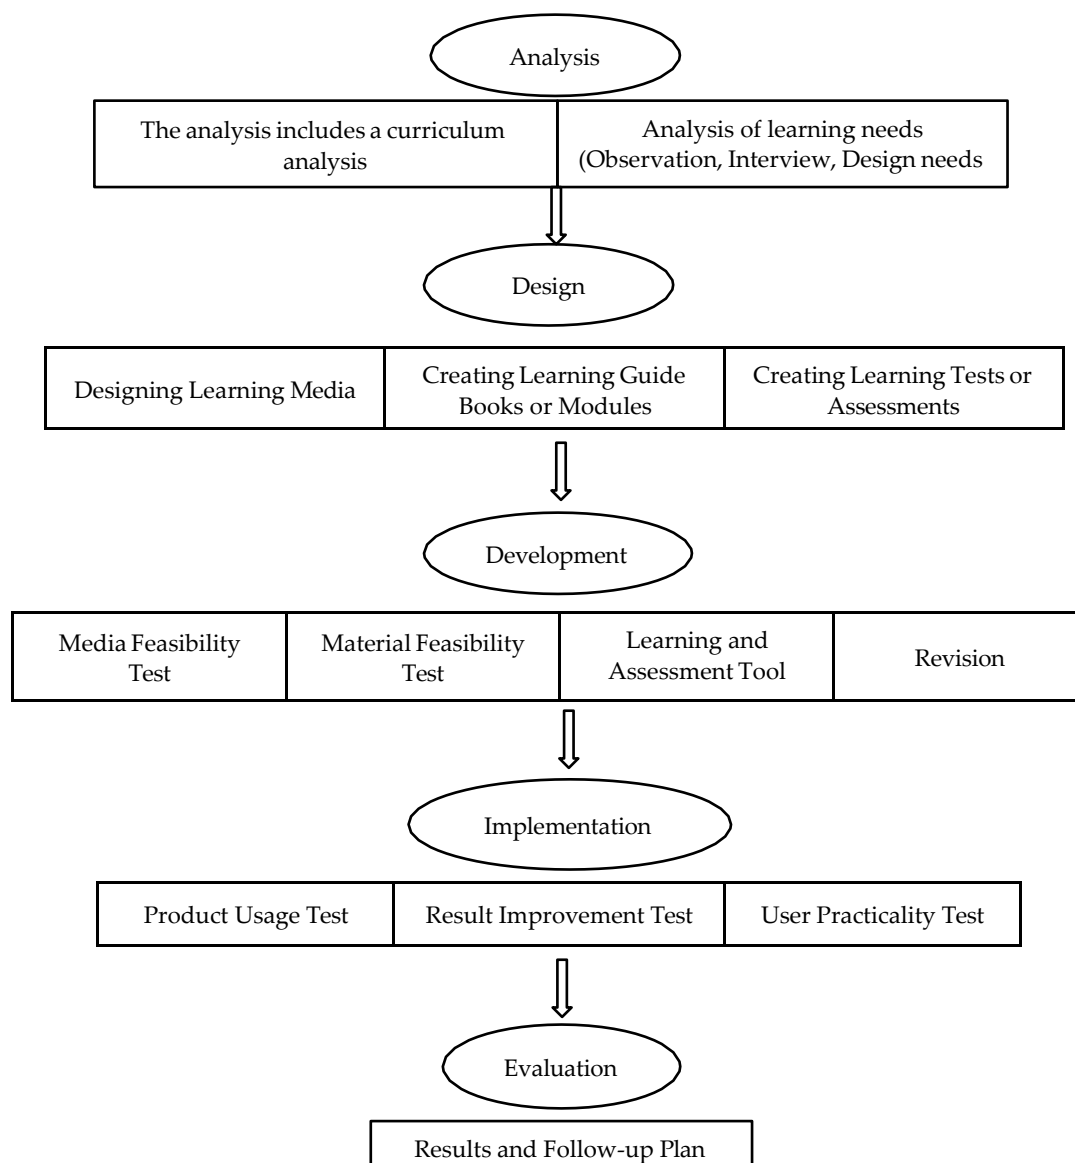 Analysis
The analysis includes a curriculum
analysis
Analysis of learning needs
(Observation, Interview, Design needs
Design
Designing Learning Media
Creating Learning Guide
Books or Modules
Creating Learning Tests or
Assessments
Development
Media Feasibility
Test
Material Feasibility
Test
Learning and
Assessment Tool
Revision
Implementation
Product Usage Test
Result Improvement Test
User Practicality Test
Evaluation
Results and Follow-up Plan